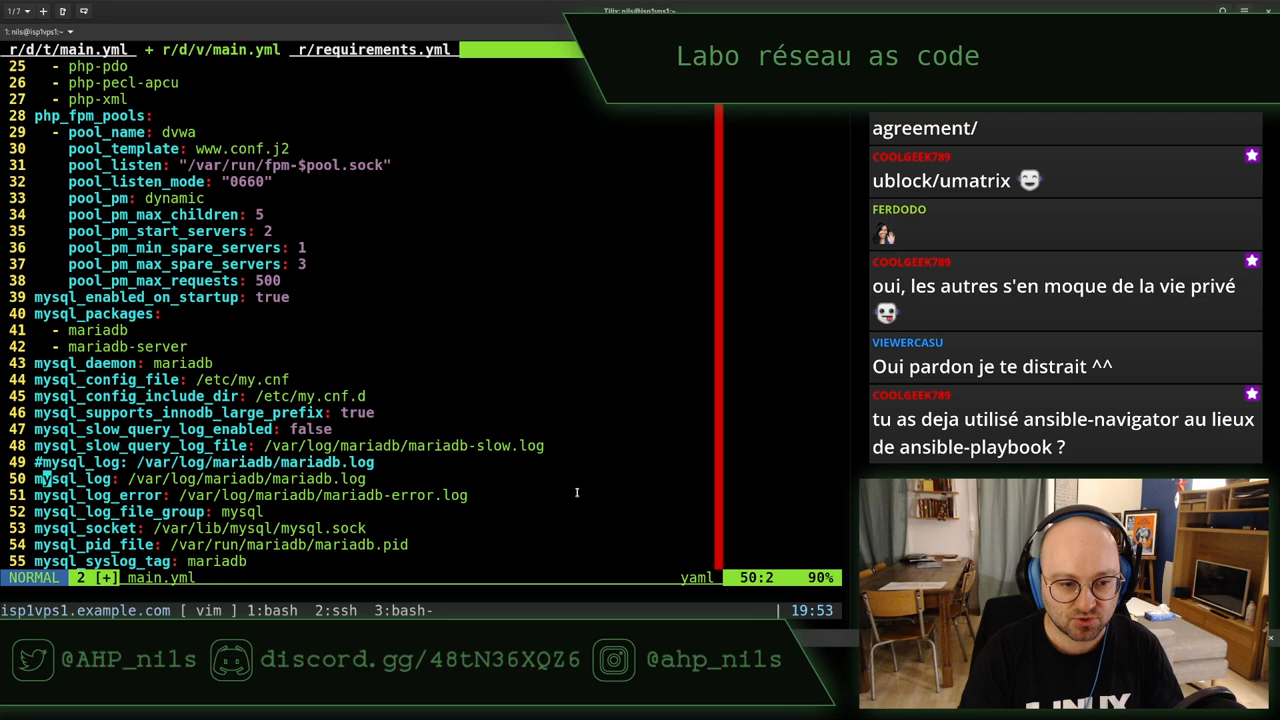 1/7
Tilix: nils@isp1vps1:~
1: nils@isp1vps1:~
r/d/t/main.yml + r/d/v/main.yml r/requirements.yml
25 - php-pdo
26 - php-pecl-apcu
27 - php-xml
28 php_fpm_pools:
29 - pool_name: dvwa
30 pool_template: www.conf.j2
31 pool_listen: "/var/run/fpm-$pool.sock"
32 pool_listen_mode: "0660"
33 pool_pm: dynamic
34 pool_pm_max_children: 5
35 pool_pm_start_servers: 2
36 pool_pm_min_spare_servers: 1
37 pool_pm_max_spare_servers: 3
38 pool_pm_max_requests: 500
39 mysql_enabled_on_startup: true
40 mysql_packages:
41 - mariadb
42 - mariadb-server
43 mysql_daemon: mariadb
44 mysql_config_file: /etc/my.cnf
45 mysql_config_include_dir: /etc/my.cnf.d
46 mysql_supports_innodb_large_prefix: true
47 mysql_slow_query_log_enabled: false
48 mysql_slow_query_log_file: /var/log/mariadb/mariadb-slow.log
49 #mysql_log: /var/log/mariadb/mariadb.log
50 mysql_log: /var/log/mariadb/mariadb.log
51 mysql_log_error: /var/log/mariadb/mariadb-error.log
52 mysql_log_file_group: mysql
53 mysql_socket: /var/lib/mysql/mysql.sock
54 mysql_pid_file: /var/run/mariadb/mariadb.pid
55 mysql_syslog_tag: mariadb
NORMAL 2 [+] main.yml yaml 50:2 90%
isp1vps1.example.com [ vim ] 1:bash 2:ssh 3:bash- | 19:53
Labo réseau as code
agreement/
COOLGEEK789
ublock/umatrix
FERDODO
COOLGEEK789
oui, les autres s'en moque de la vie privé
VIEWERCASU
Oui pardon je te distrait ^^
COOLGEEK789
tu as deja utilisé ansible-navigator au lieux
de ansible-playbook ?
LINUX
@AHP_nils discord.gg/48tN36XQZ6 @ahp_nils